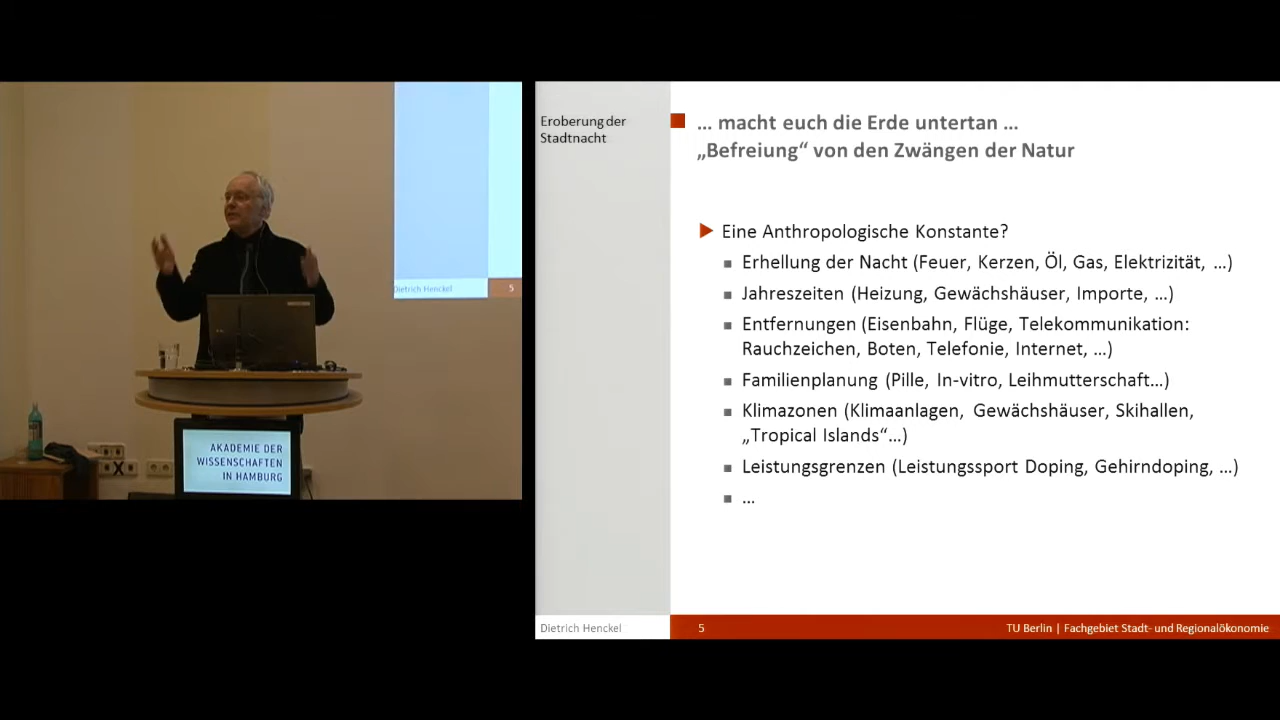 Dietrich Henckel
5
AKADEMIE DER
WISSENSCHAFTEN
IN HAMBURG
Eroberung der
Stadtnacht
… macht euch die Erde untertan …
„Befreiung“ von den Zwängen der Natur
Eine Anthropologische Konstante?
Erhellung der Nacht (Feuer, Kerzen, Öl, Gas, Elektrizität, …)
Jahreszeiten (Heizung, Gewächshäuser, Importe, …)
Entfernungen (Eisenbahn, Flüge, Telekommunikation:
Rauchzeichen, Boten, Telefonie, Internet, …)
Familienplanung (Pille, In-vitro, Leihmutterschaft…)
Klimazonen (Klimaanlagen, Gewächshäuser, Skihallen,
„Tropical Islands“…)
Leistungsgrenzen (Leistungssport Doping, Gehirndoping, …)
…
Dietrich Henckel
5
TU Berlin | Fachgebiet Stadt- und Regionalökonomie